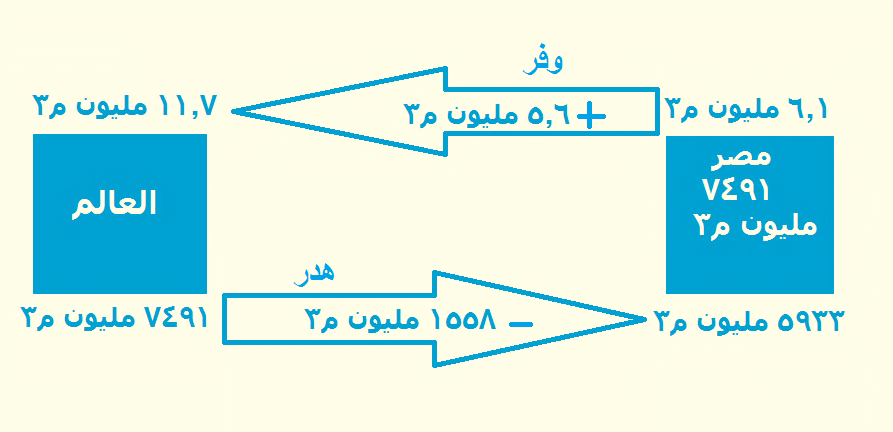 وفر
٦,١ مليون م٣
+ ٥,٦ مليون م٣
١١,٧ مليون م٣
مصر
٧٤٩١
مليون م٣
العالم
هدر
٥٩٣٣ مليون م٣
– ١٥٥٨ مليون م٣
٧٤٩١ مليون م٣